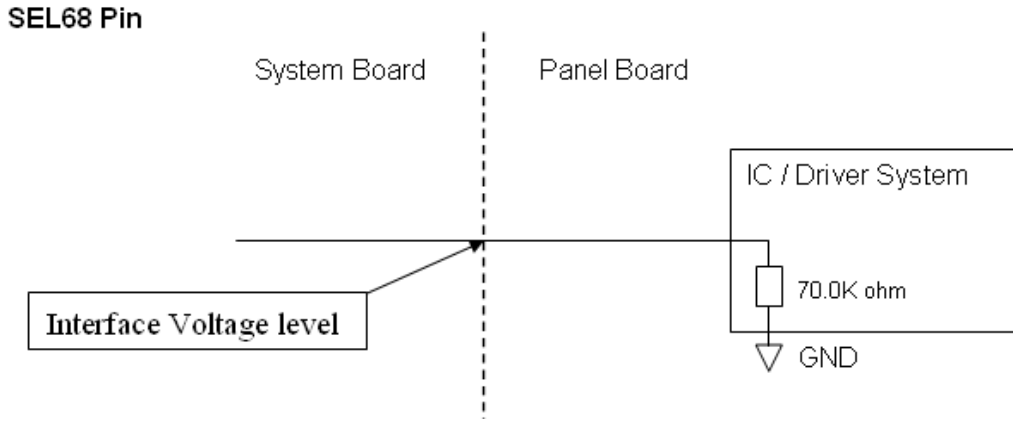 SEL68 Pin
System Board
Panel Board
IC / Driver System
70.0K ohm
Interface Voltage level
GND